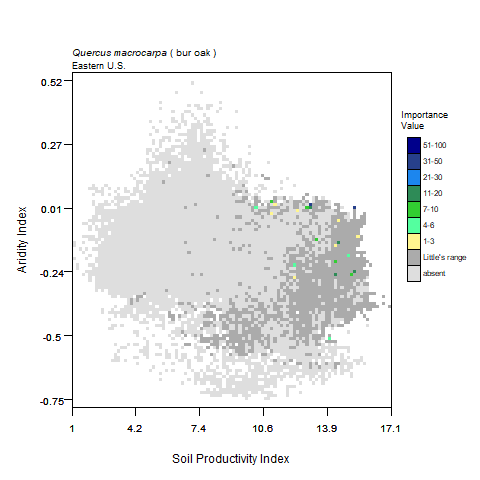 Quercus macrocarpa ( bur oak )
Eastern U.S.
0.52
0.27
0.01
-0.24
-0.5
-0.75
Aridity Index
1
4.2
7.4
10.6
13.9
17.1
Soil Productivity Index
Importance
Value
51-100
31-50
21-30
11-20
7-10
4-6
1-3
Little's range
absent